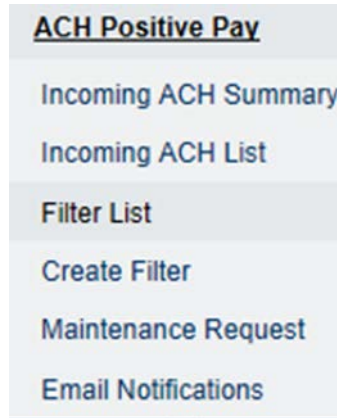 ACH Positive Pay
Incoming ACH Summary
Incoming ACH List
Filter List
Create Filter
Maintenance Request
Email Notifications